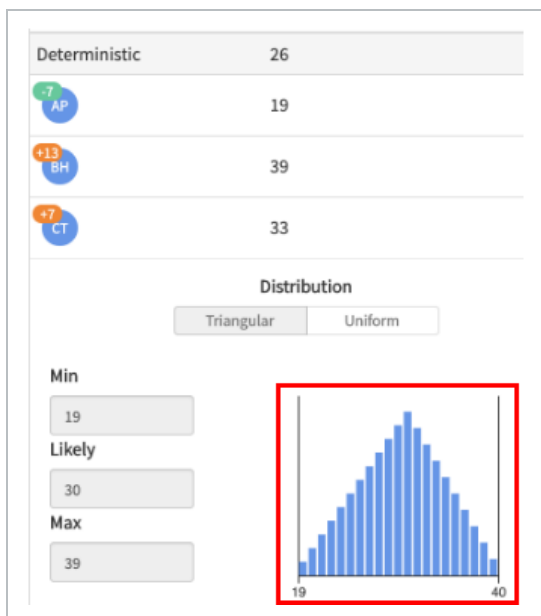 Deterministic 26
-7
AP 19
+13
BH 39
+7
CT 33
Distribution
Triangular Uniform
Min
19
Likely
30
Max
39
19 40